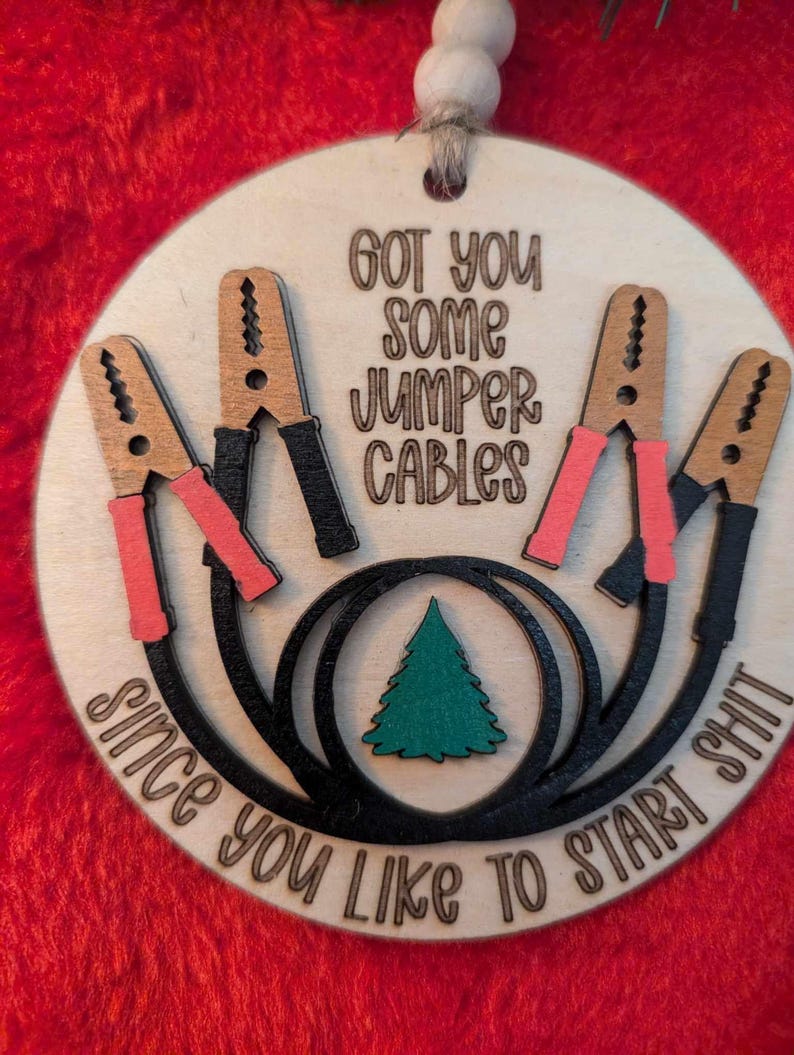 GOT YOU
SOME
JUMPER
CABLES
SINCE YOU LIKE TO START SHIT